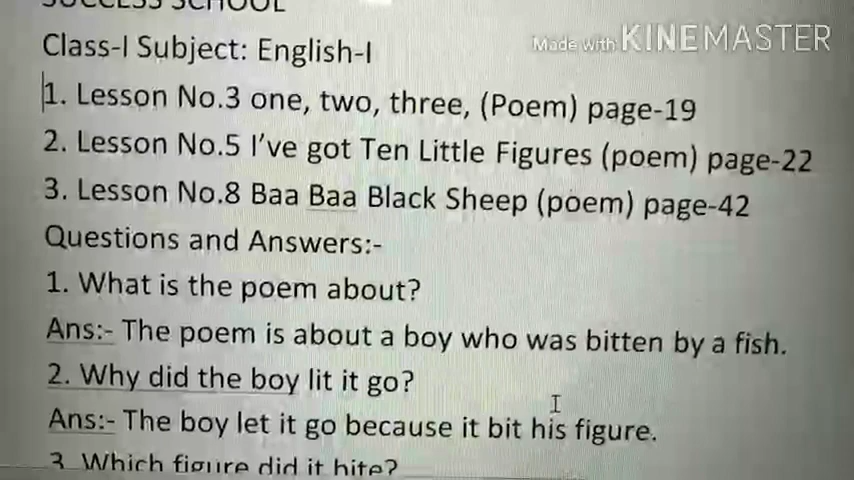 SUCCESS SCHOOL
Made with KINEMASTER
Class-I Subject: English-I
1. Lesson No.3 one, two, three, (Poem) page-19
2. Lesson No.5 I've got Ten Little Figures (poem) page-22
3. Lesson No.8 Baa Baa Black Sheep (poem) page-42
Questions and Answers:-
1. What is the poem about?
Ans:- The poem is about a boy who was bitten by a fish.
2. Why did the boy lit it go?
Ans:- The boy let it go because it bit his figure.
3. Which figure did it bite?